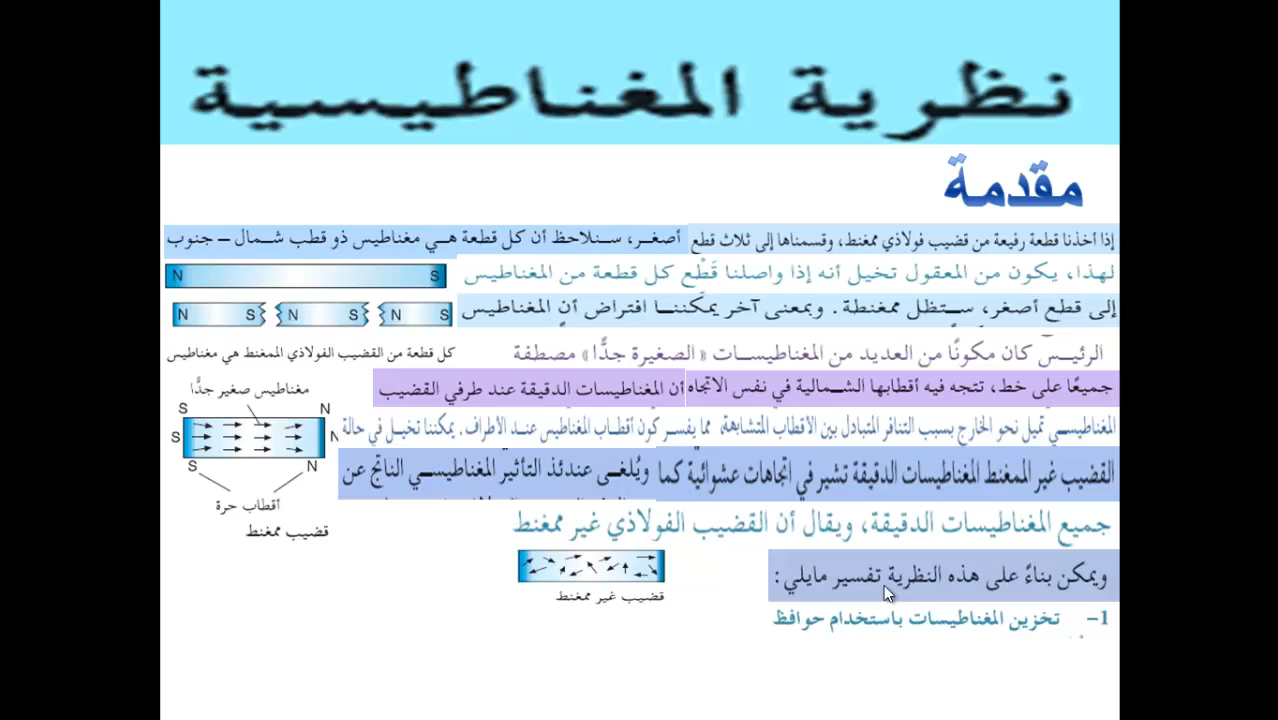 نظرية المغناطيسية
مقدمة
إذا أخذنا قطعة رفيعة من قضيب فولاذي ممغنط، وقسمناها إلى ثلاث قطع أصغر، سنلاحظ أن كل قطعة هي مغناطيس ذو قطب شمال – جنوب
لهذا، يكون من المعقول تخيل أنه إذا واصلنا قَطْع كل قطعة من المغناطيس
إلى قطع أصغر، ستظل ممغنطة. وبمعنى آخر يمكننا افتراض أن المغناطيس
الرئيس كان مكونًا من العديد من المغناطيسات «الصغيرة جدًّا» مصطفة
جميعًا على خط، تتجه فيه أقطابها الشمالية في نفس الاتجاه أن المغناطيسات الدقيقة عند طرفي القضيب
المغناطيسي تميل نحو الخارج بسبب التنافر المتبادل بين الأقطاب المتشابهة، مما يفسر كون أقطاب المغناطيس عند الأطراف. يمكننا تخيل في حالة
القضيب غير الممغنط المغناطيسات الدقيقة تشير في اتجاهات عشوائية كما ويُلغى عندئذ التأثير المغناطيسي الناتج عن
جميع المغناطيسات الدقيقة، ويقال أن القضيب الفولاذي غير ممغنط
ويمكن بناءً على هذه النظرية تفسير مايلي :
1- تخزين المغناطيسات باستخدام حوافظ
N S
N S N S N S
كل قطعة من القضيب الفولاذي الممغنط هي مغناطيس
مغناطيس صغير جدًّا
S N
S N
S N
أقطاب حرة
قضيب ممغنط
قضيب غير ممغنط